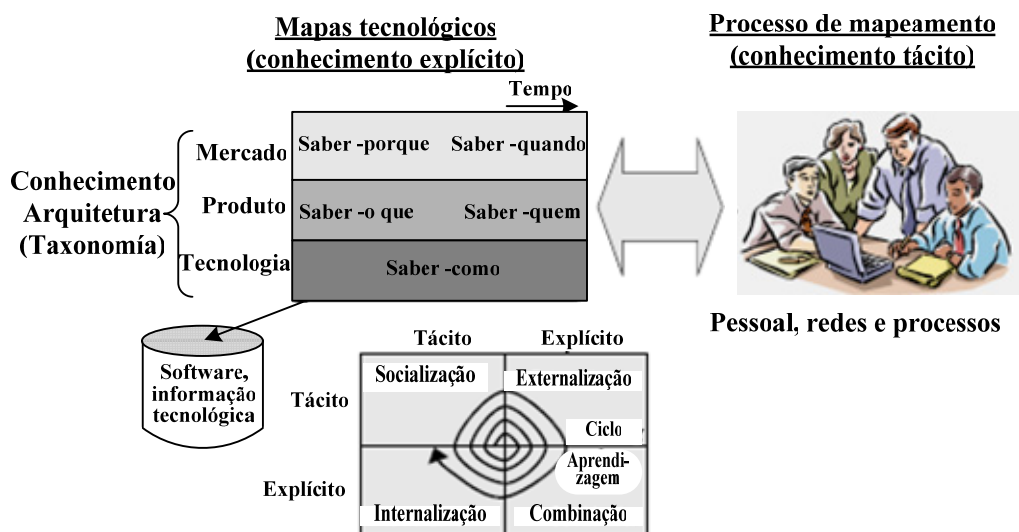 Mapas tecnológicos
(conhecimento explícito)
Processo de mapeamento
(conhecimento tácito)
Tempo
Conhecimento
Arquitetura
(Taxonomía)
Mercado
Saber -porque Saber -quando
Produto
Saber -o que Saber -quem
Tecnologia
Saber -como
Pessoal, redes e processos
Software,
informação
tecnológica
Tácito Explícito
Tácito
Socialização Externalização
Ciclo
Aprendi-
zagem
Explícito
Internalização Combinação